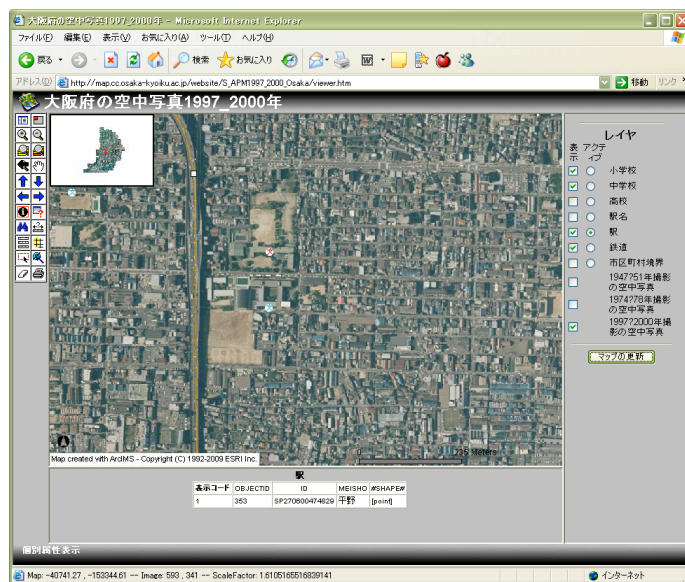 大阪府の空中写真1997_2000年 - Microsoft Internet Explorer
ファイル(F) 編集(E) 表示(V) お気に入り(A) ツール(T) ヘルプ(H)
戻る 検索 お気に入り
アドレス(D) http://map.cc.osaka-kyoiku.ac.jp/website/S_APM1997_2000_Osaka/viewer.htm 移動 リンク
大阪府の空中写真1997_2000年
レイヤ
表示 アクティブ
小学校
中学校
高校
駅名
駅
鉄道
市区町村境界
1947?51年撮影の空中写真
1974?78年撮影の空中写真
1997?2000年撮影の空中写真
マップの更新
0 235 Meters
Map created with ArcIMS - Copyright (C) 1992-2009 ESRI Inc.
駅
表示コード OBJECTID ID MEISHO #SHAPE#
1 353 SP270600474829 平野 [point]
個別属性表示
Map: -40741.27 , -153344.61 -- Image: 593 , 341 -- ScaleFactor: 1.6105165516839141 インターネット